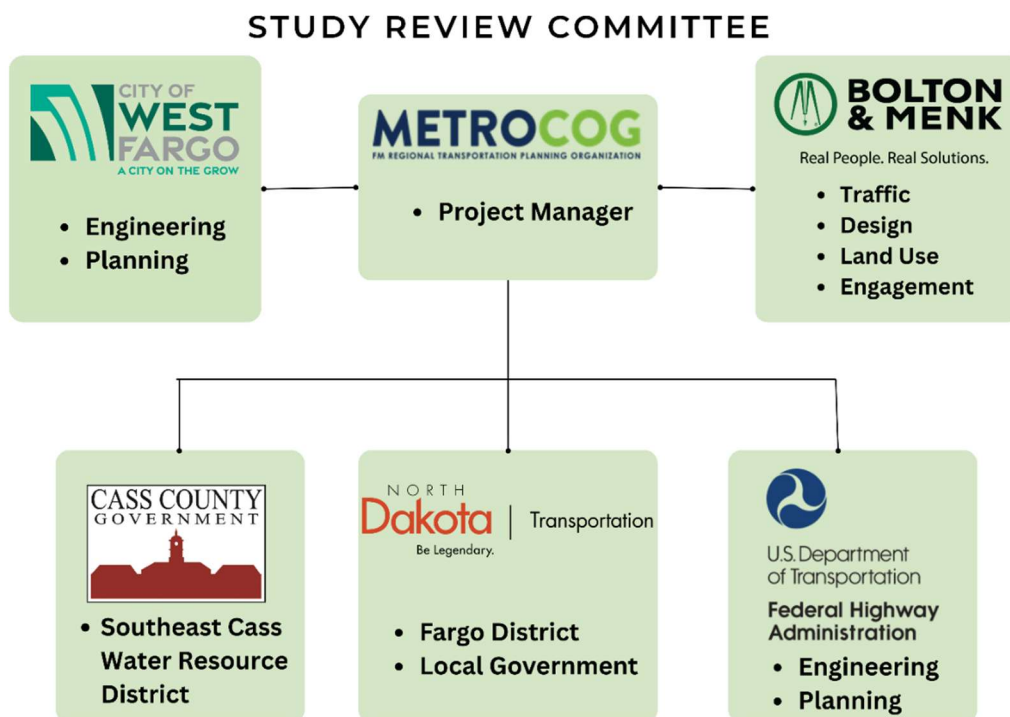 STUDY REVIEW COMMITTEE
CITY OF
WEST
FARGO
A CITY ON THE GROW
• Engineering
• Planning
METROCOG
FM REGIONAL TRANSPORTATION PLANNING ORGANIZATION
• Project Manager
BOLTON
& MENK
Real People. Real Solutions.
• Traffic
• Design
• Land Use
• Engagement
CASS COUNTY
GOVERNMENT
• Southeast Cass
Water Resource
District
NORTH
Dakota
Be Legendary.
Transportation
• Fargo District
• Local Government
U.S. Department
of Transportation
Federal Highway
Administration
• Engineering
• Planning